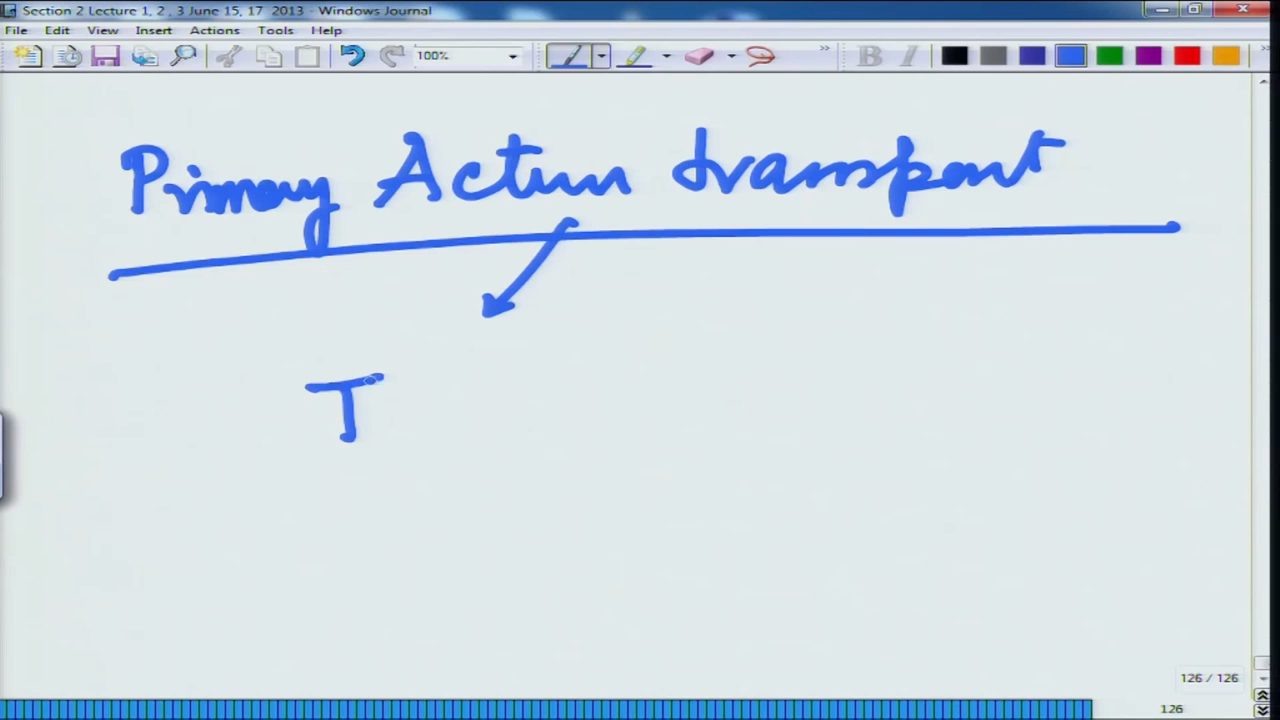 Section 2 Lecture 1, 2 , 3 June 15, 17 2013 - Windows Journal
File Edit View Insert Actions Tools Help
100% B I
Primary Active transport
T
126 / 126
126